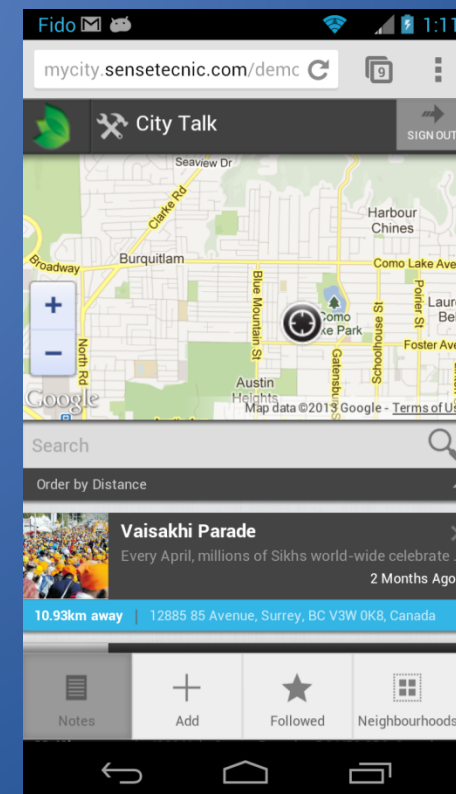 Fido 1:11
mycity.sensetecnic.com/demo 9
City Talk
SIGN OUT
Seaview Dr
Clarke Rd
Harbour
Chines
Broadway
Burquitlam
Como Lake Ave
Blue Mountain St
Poirier St
Como
Schoolhouse St
Foster Ave
North Rd
Austin
Heights
Google
Map data ©2013 Google - Terms of Us
Search
Order by Distance
Vaisakhi Parade
Every April, millions of Sikhs world-wide celebrate
2 Months Ago
10.93km away | 12885 85 Avenue, Surrey, BC V3W 0K8, Canada
Notes Add Followed Neighbourhoods